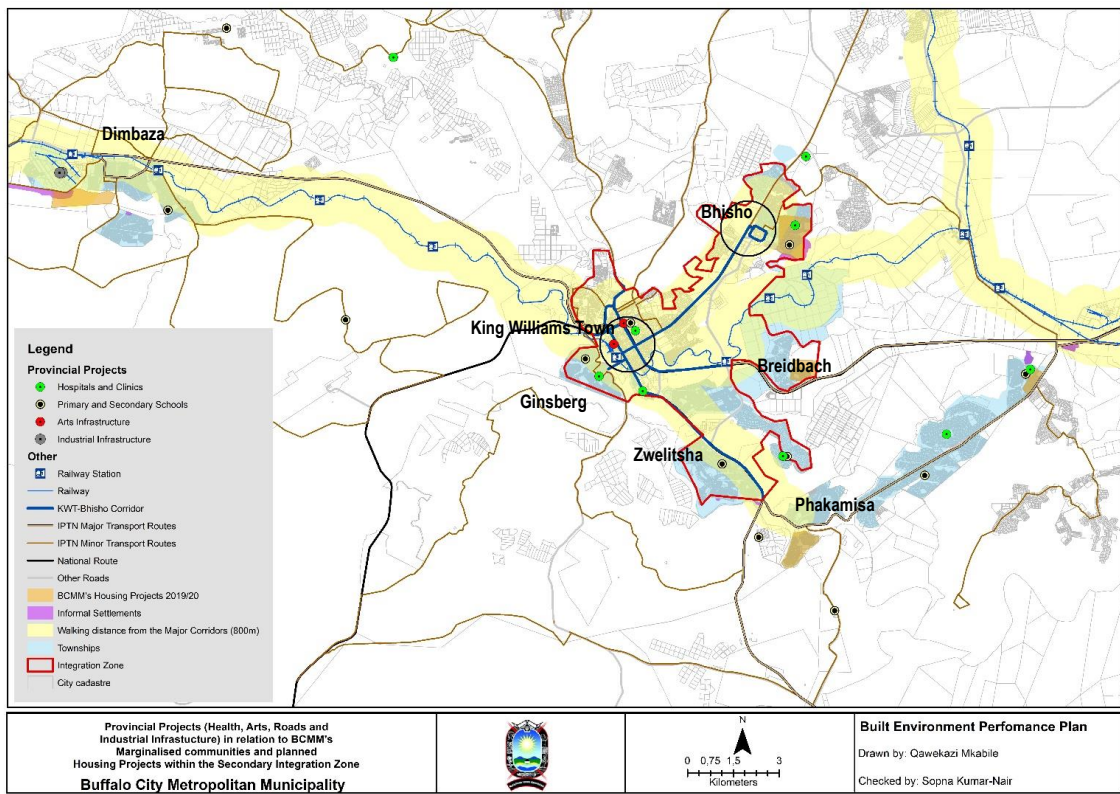 Dimbaza
Bhisho
King Williams Town
Breidbach
Ginsberg
Zwelitsha
Phakamisa
Legend
Provincial Projects
Hospitals and Clinics
Primary and Secondary Schools
Arts Infrastructure
Industrial Infrastructure
Other
Railway Station
Railway
KWT-Bhisho Corridor
IPTN Major Transport Routes
IPTN Minor Transport Routes
National Route
Other Roads
BCMM's Housing Projects 2019/20
Informal Settlements
Walking distance from the Major Corridors (800m)
Townships
Integration Zone
City cadastre
Provincial Projects (Health, Arts, Roads and
Industrial Infrastucture) in relation to BCMM's
Marginalised communities and planned
Housing Projects within the Secondary Integration Zone
Buffalo City Metropolitan Municipality
N
0 0,75 1,5 3
Kilometers
Built Environment Perfomance Plan
Drawn by: Qawekazi Mkabile
Checked by: Sopna Kumar-Nair